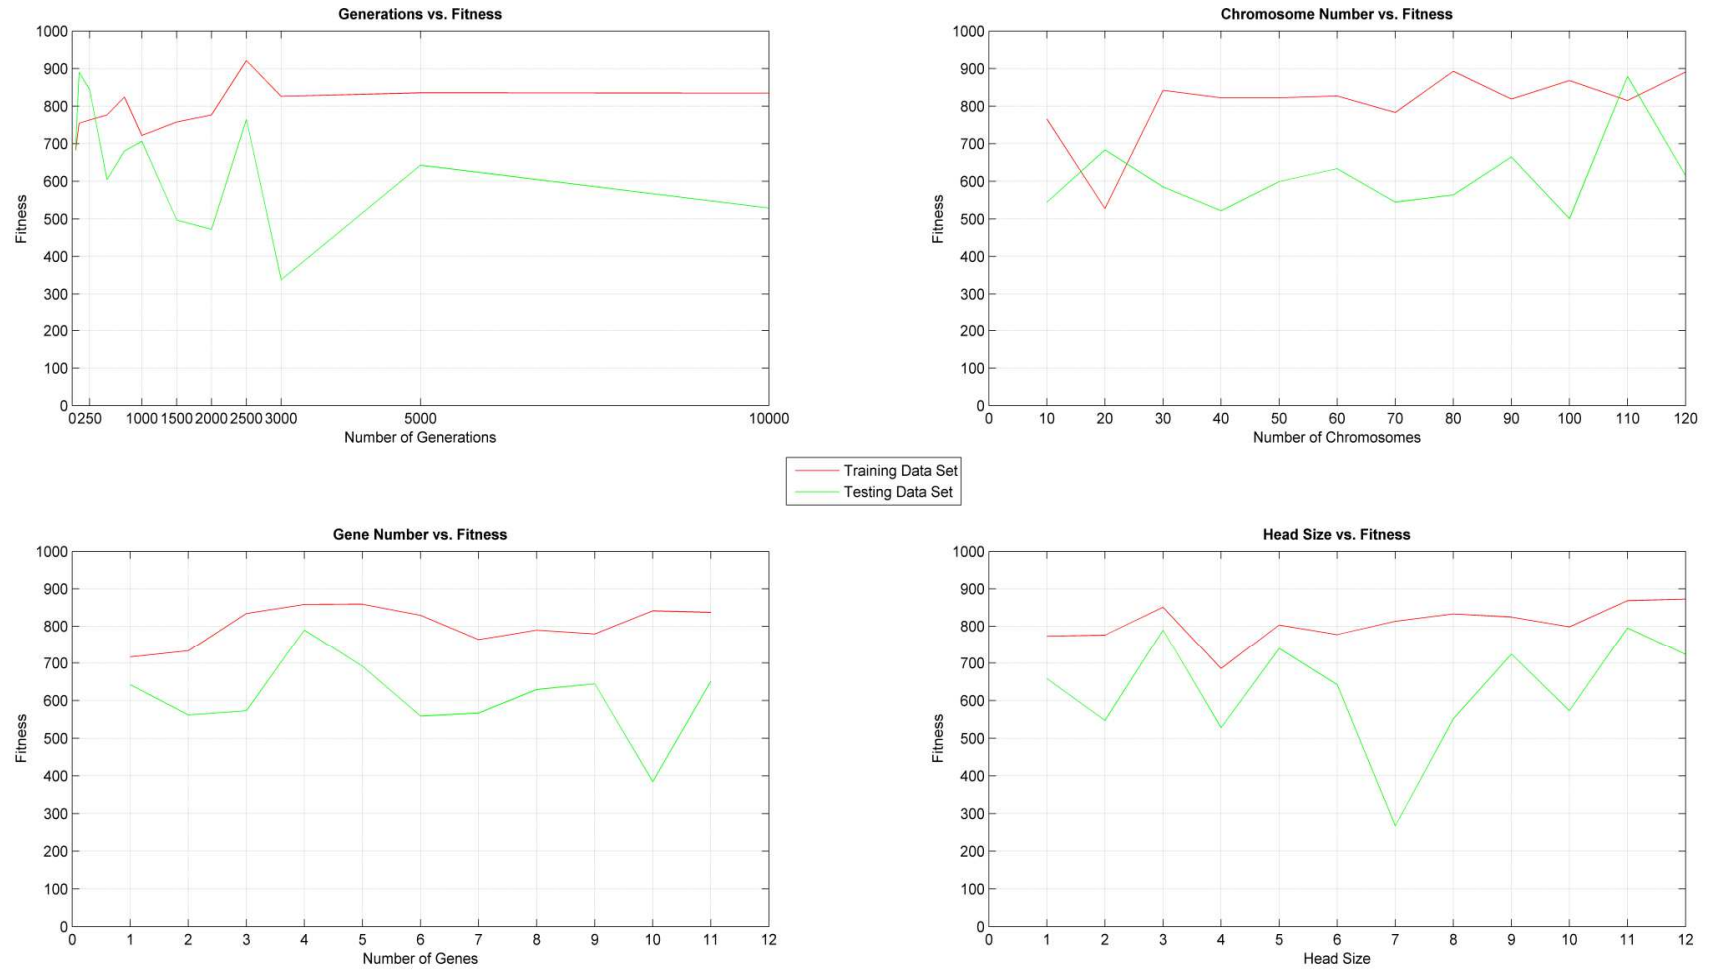 Generations vs. Fitness
1000
900
800
700
600
500
400
300
200
100
0
Fitness
0 250 1000 1500 2000 2500 3000 5000 10000
Number of Generations
Chromosome Number vs. Fitness
1000
900
800
700
600
500
400
300
200
100
0
Fitness
0 10 20 30 40 50 60 70 80 90 100 110 120
Number of Chromosomes
Training Data Set
Testing Data Set
Gene Number vs. Fitness
1000
900
800
700
600
500
400
300
200
100
0
Fitness
0 1 2 3 4 5 6 7 8 9 10 11 12
Number of Genes
Head Size vs. Fitness
1000
900
800
700
600
500
400
300
200
100
0
Fitness
0 1 2 3 4 5 6 7 8 9 10 11 12
Head Size